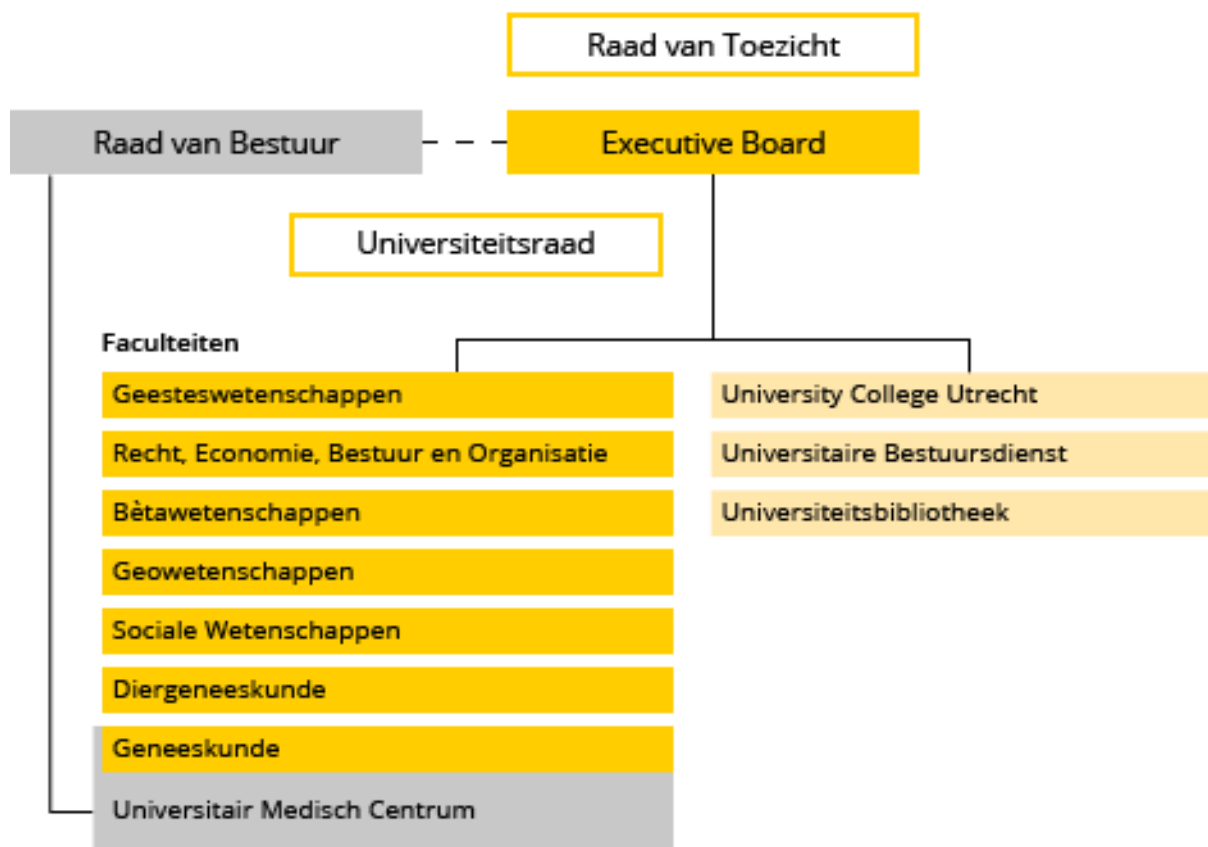 Raad van Toezicht
Raad van Bestuur
Executive Board
Universiteitsraad
Faculteiten
Geesteswetenschappen
Recht, Economie, Bestuur en Organisatie
Bètawetenschappen
Geowetenschappen
Sociale Wetenschappen
Diergeneeskunde
Geneeskunde
Universitair Medisch Centrum
University College Utrecht
Universitaire Bestuursdienst
Universiteitsbibliotheek